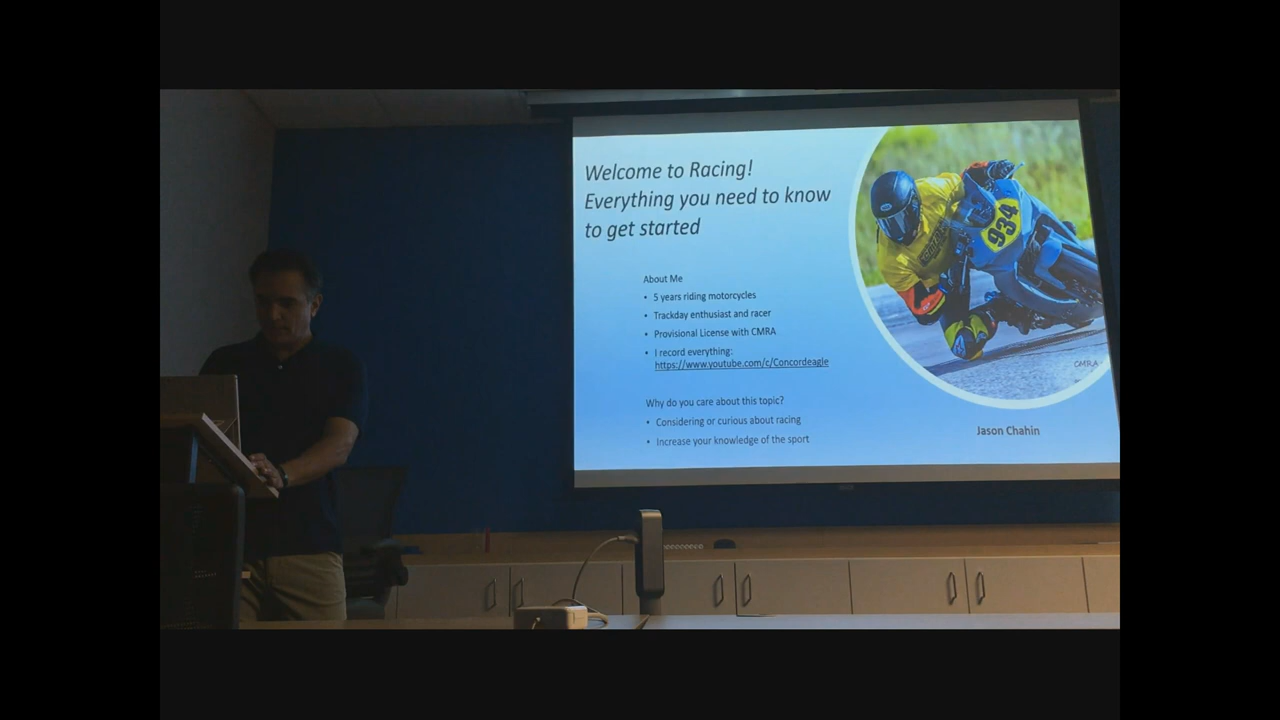 Welcome to Racing!
Everything you need to know
to get started
About Me
• 5 years riding motorcycles
• Trackday enthusiast and racer
• Provisional License with CMRA
• I record everything:
https://www.youtube.com/c/Concordeagle
Why do you care about this topic?
• Considering or curious about racing
• Increase your knowledge of the sport
934
CMRA
Jason Chahin